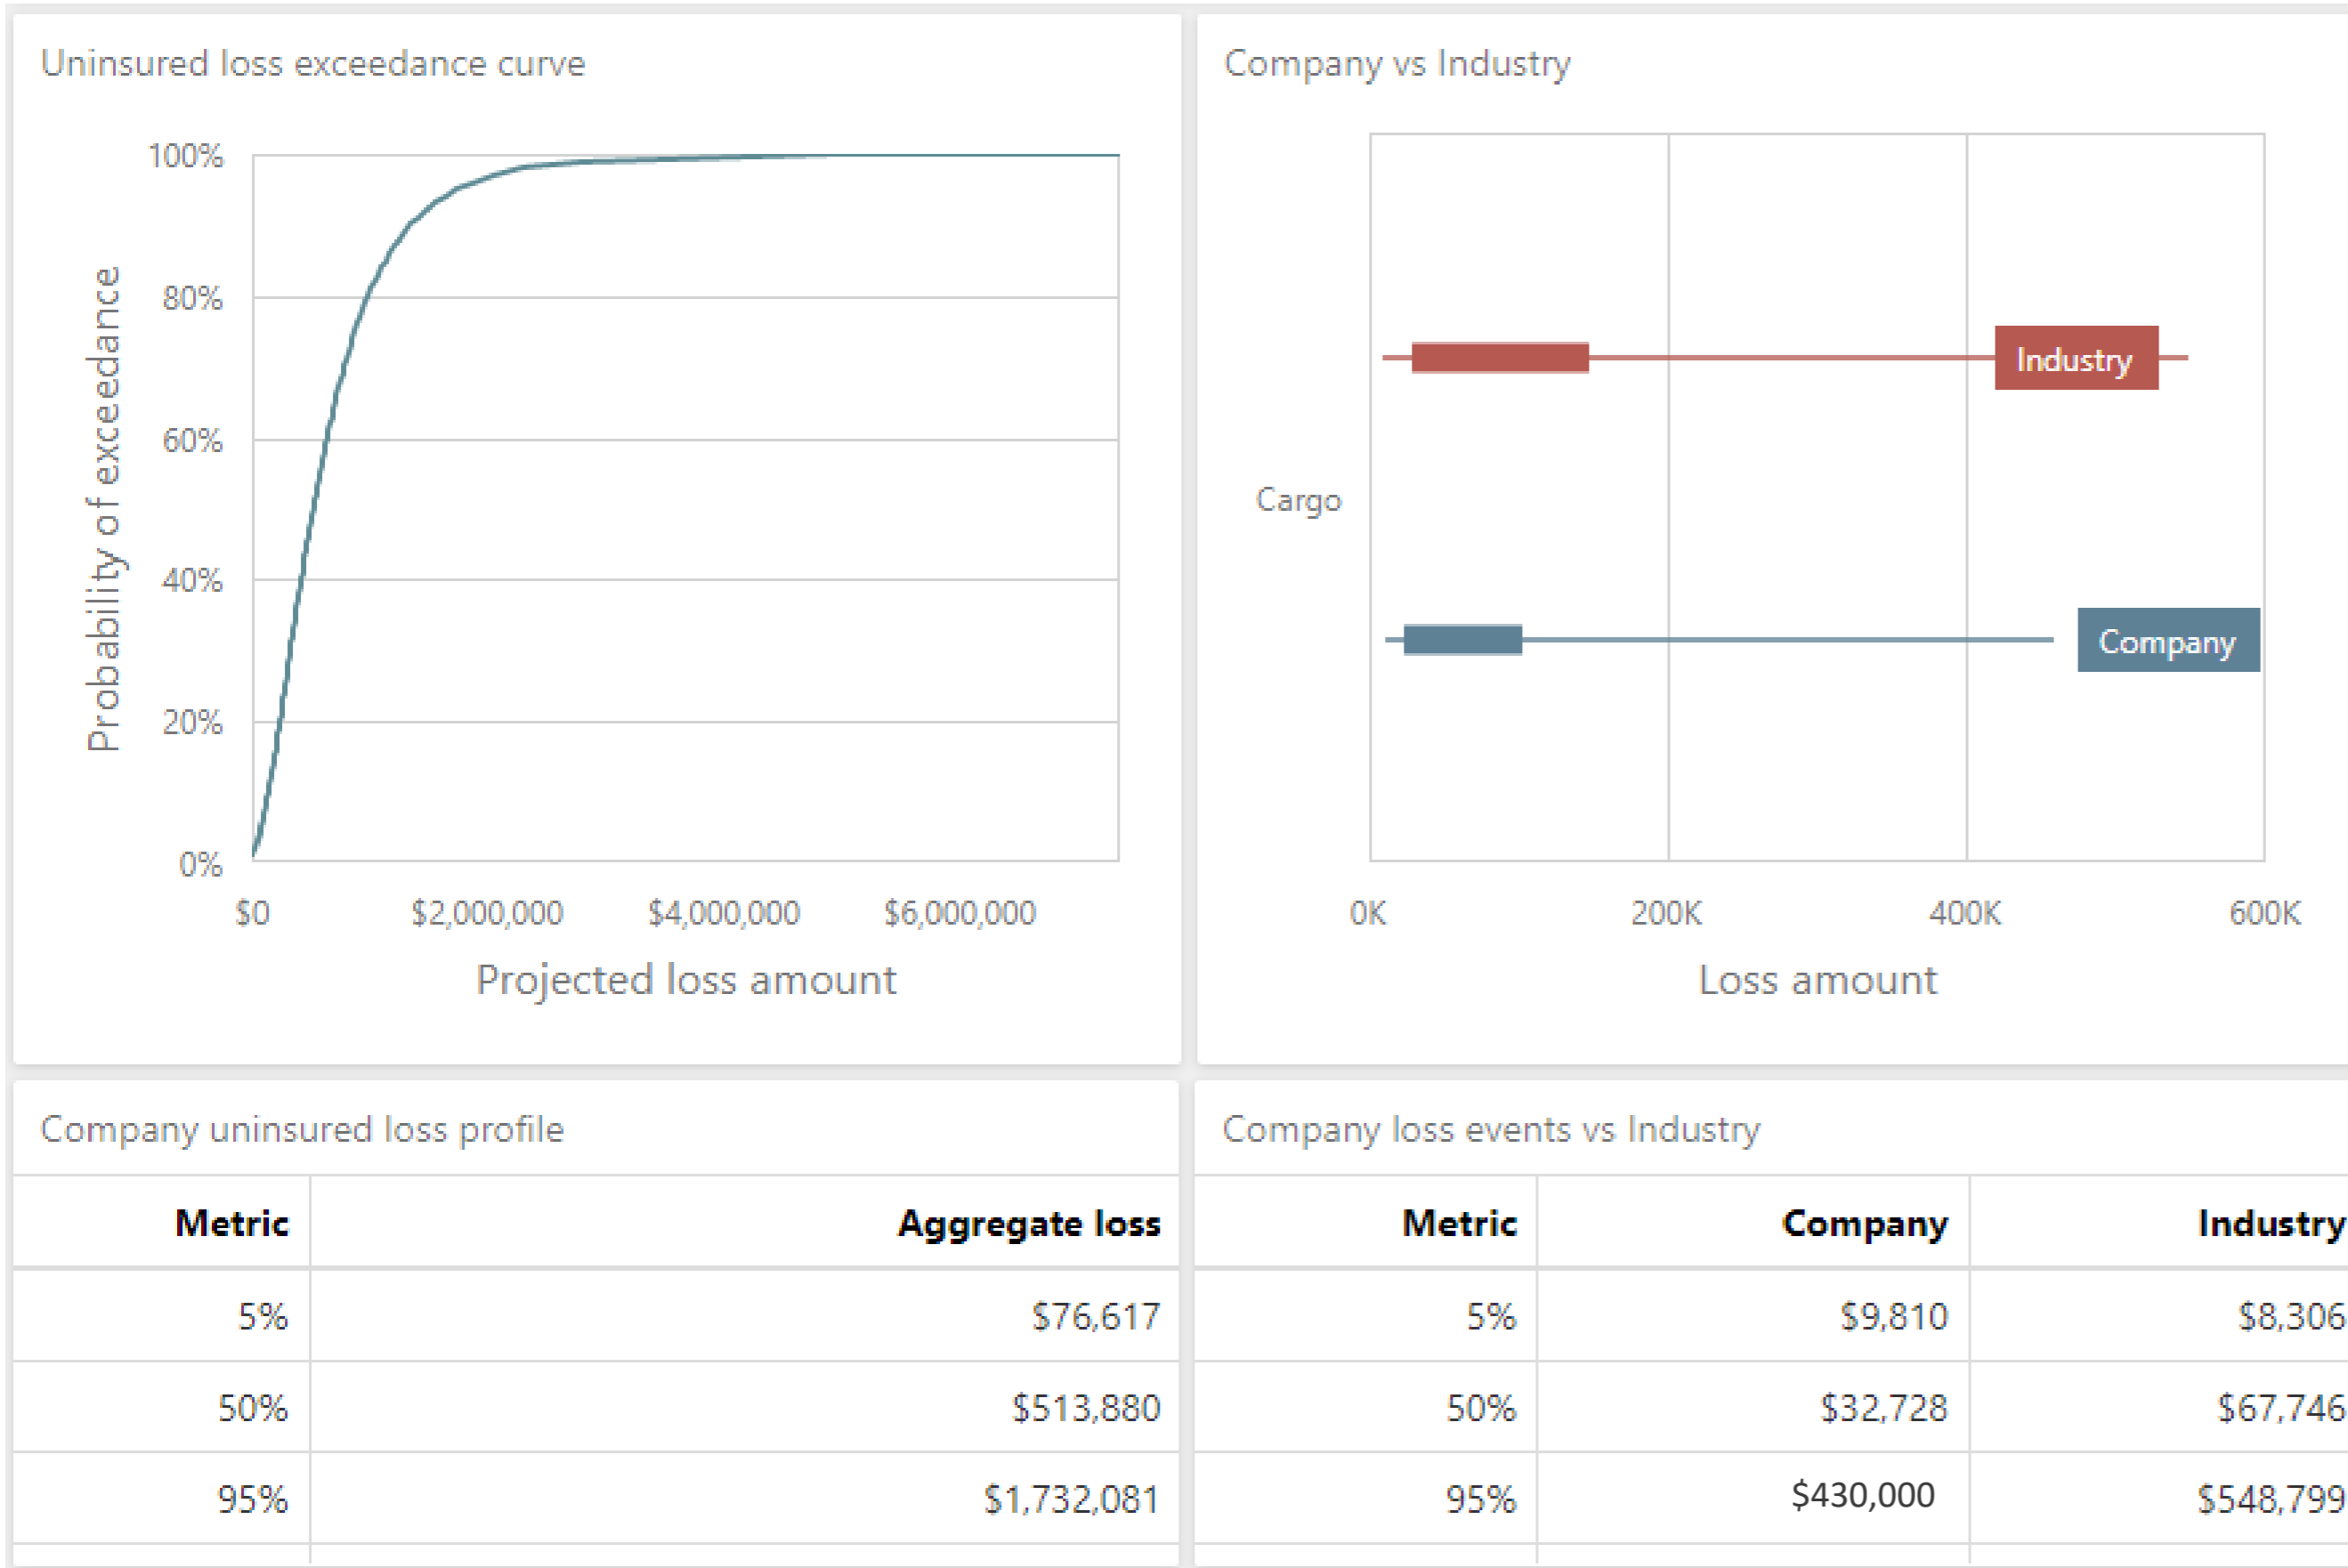 Uninsured loss exceedance curve
Probability of exceedance
100%
80%
60%
40%
20%
0%
$0 $2,000,000 $4,000,000 $6,000,000
Projected loss amount
Company vs Industry
Cargo
Industry
Company
0K 200K 400K 600K
Loss amount
Company uninsured loss profile
Metric Aggregate loss
5% $76,617
50% $513,880
95% $1,732,081
Company loss events vs Industry
Metric Company Industry
5% $9,810 $8,306
50% $32,728 $67,746
95% $430,000 $548,799